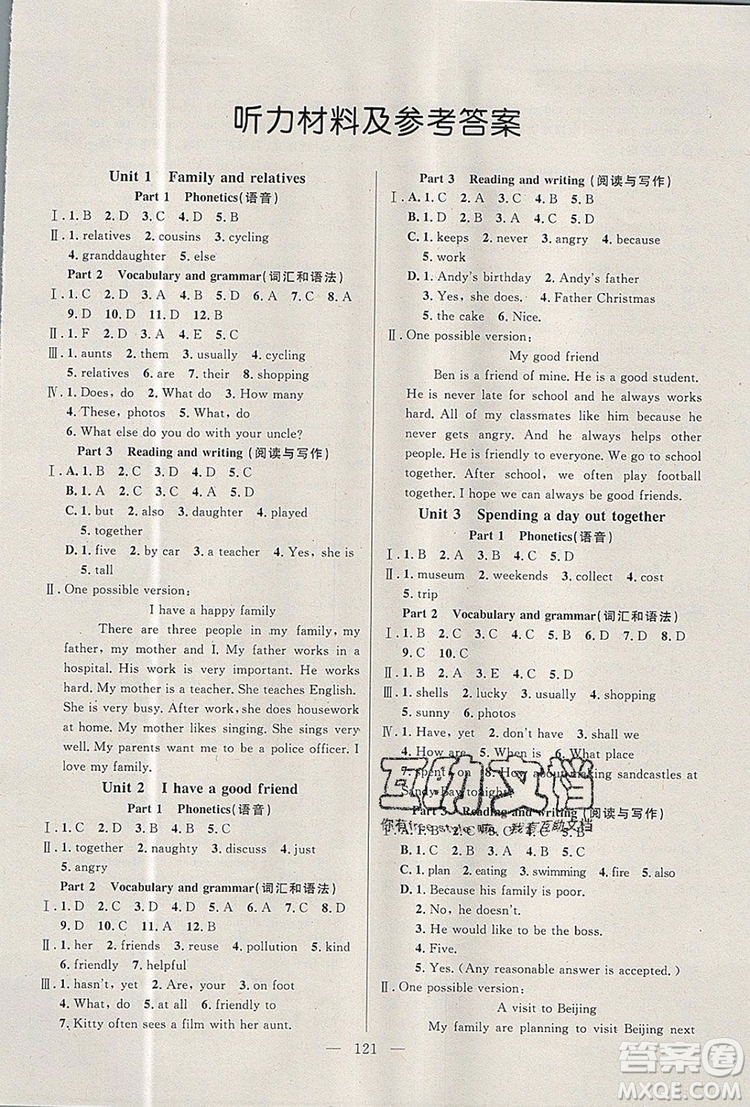 听力材料及参考答案
Unit 1 Family and relatives
Part 1 Phonetics(语音)
Ⅰ. 1. B 2. D 3. C 4. D 5. B
Ⅱ. 1. relatives 2. cousins 3. cycling
4. granddaughter 5. else
Part 2 Vocabulary and grammar(词汇和语法)
Ⅰ. 1. C 2. D 3. D 4. A 5. B 6. C 7. B 8. A
9. D 10. D 11. D 12. A
Ⅱ. 1. F 2. D 3. A 4. E 5. C
Ⅲ. 1. aunts 2. them 3. usually 4. cycling
5. relatives 6. are 7. their 8. shopping
Ⅳ. 1. Does, do 2. What do 3. How many
4. These, photos 5. What, do
6. What else do you do with your uncle?
Part 3 Reading and writing (阅读与写作)
Ⅰ. A. 1. B 2. D 3. A 4. D 5. C
B. 1. C 2. D 3. B 4. D 5. C
C. 1. but 2. also 3. daughter 4. played
5. together
D. 1. five 2. by car 3. a teacher 4. Yes, she is
5. tall
Ⅱ. One possible version:
I have a happy family
There are three people in my family, my
father, my mother and I. My father works in a
hospital. His work is very important. He works
hard. My mother is a teacher. She teaches English.
She is very busy. Sometimes, she does housework
at home. My mother likes singing. She sings very
well. My parents want me to be a police officer. I
love my family.
Unit 2 I have a good friend
Part 1 Phonetics(语音)
Ⅰ. 1. C 2. B 3. A 4. C 5. D
Ⅱ. 1. together 2. naughty 3. discuss 4. just
5. angry
Part 2 Vocabulary and grammar(词汇和语法)
Ⅰ. 1. B 2. C 3. D 4. B 5. C 6. D 7. C 8. D
9. B 10. D 11. A 12. B
Ⅱ. 1. her 2. friends 3. reuse 4. pollution 5. kind
6. friendly 7. helpful
Ⅲ. 1. hasn't, yet 2. Are, your 3. on foot
4. What, do 5. always 6. friendly to
7. Kitty often sees a film with her aunt.
Part 3 Reading and writing (阅读与写作)
Ⅰ. A. 1. C 2. B 3. A 4. C 5. B
B. 1. D 2. C 3. C 4. B 5. D
C. 1. keeps 2. never 3. angry 4. because
5. work
D. 1. Andy's birthday 2. Andy's father
3. Yes, she does. 4. Father Christmas
5. the cake 6. Nice.
Ⅱ. One possible version:
My good friend
Ben is a friend of mine. He is a good student.
He is never late for school and he always works
hard. All of my classmates like him because he
never gets angry. He is friendly to us. We go to
school together and we always help each other
together. After school, we often play football
together. I hope we can always be good friends.
Unit 3 Spending a day out together
Part 1 Phonetics(语音)
Ⅰ. 1. D 2. B 3. B 4. C 5. D
Ⅱ. 1. museum 2. weekends 3. collect 4. cost
5. trip
Part 2 Vocabulary and grammar(词汇和语法)
Ⅰ. 1. B 2. C 3. C 4. D 5. A 6. D 7. D 8. D
9. C 10. C
Ⅱ. 1. D 2. A 3. E 4. C 5. B
Ⅲ. 1. shells 2. lucky 3. usually 4. shopping
5. sunny 6. photos
Ⅳ. 1. Have, yet 2. don't have 3. How much
4. How are 5. When is 6. What about
7. spent on 8. How about making sandcastles at
Sandy Bay tonight?
Part 3 Reading and writing (阅读与写作)
互助文档
Ⅰ. A. 1. B 2. C
C. 1. plan 2. eating 3. swimming 4. fire
D. 1. Because his family is poor.
2. No, he doesn't.
3. He would like to be the boss.
4. Five.
5. Yes. (Any reasonable answer is accepted.)
Ⅱ. One possible version:
A visit to Beijing
My family are planning to visit Beijing next
— 121 —
答案圈
MXQE.COM